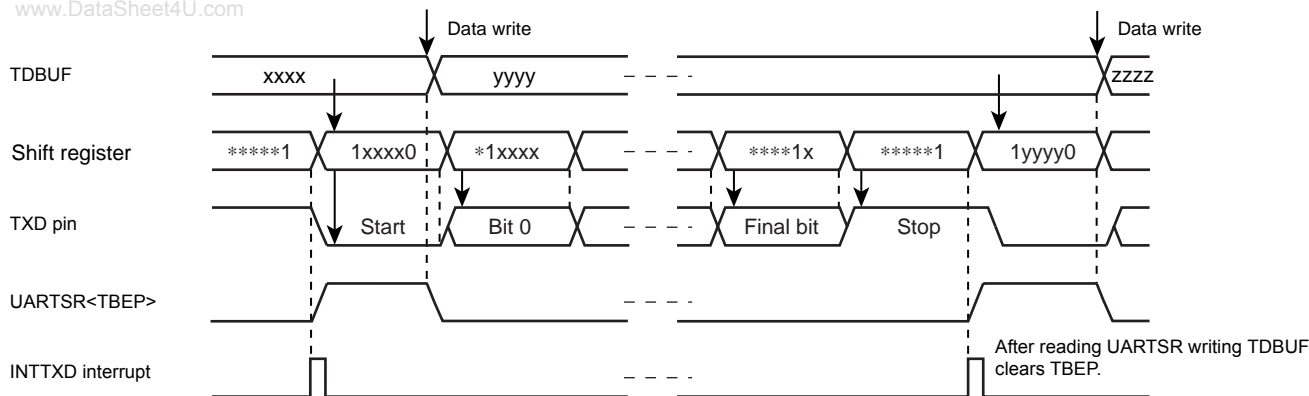 www.DataSheet4U.com
Data write
Data write
TDBUF
xxxx
yyyy
zzzz
Shift register
*****1
1xxxx0
*1xxxx
****1x
*****1
1yyyy0
TXD pin
Start
Bit 0
Final bit
Stop
UARTSR<TBEP>
After reading UARTSR writing TDBUF
clears TBEP.
INTTXD interrupt